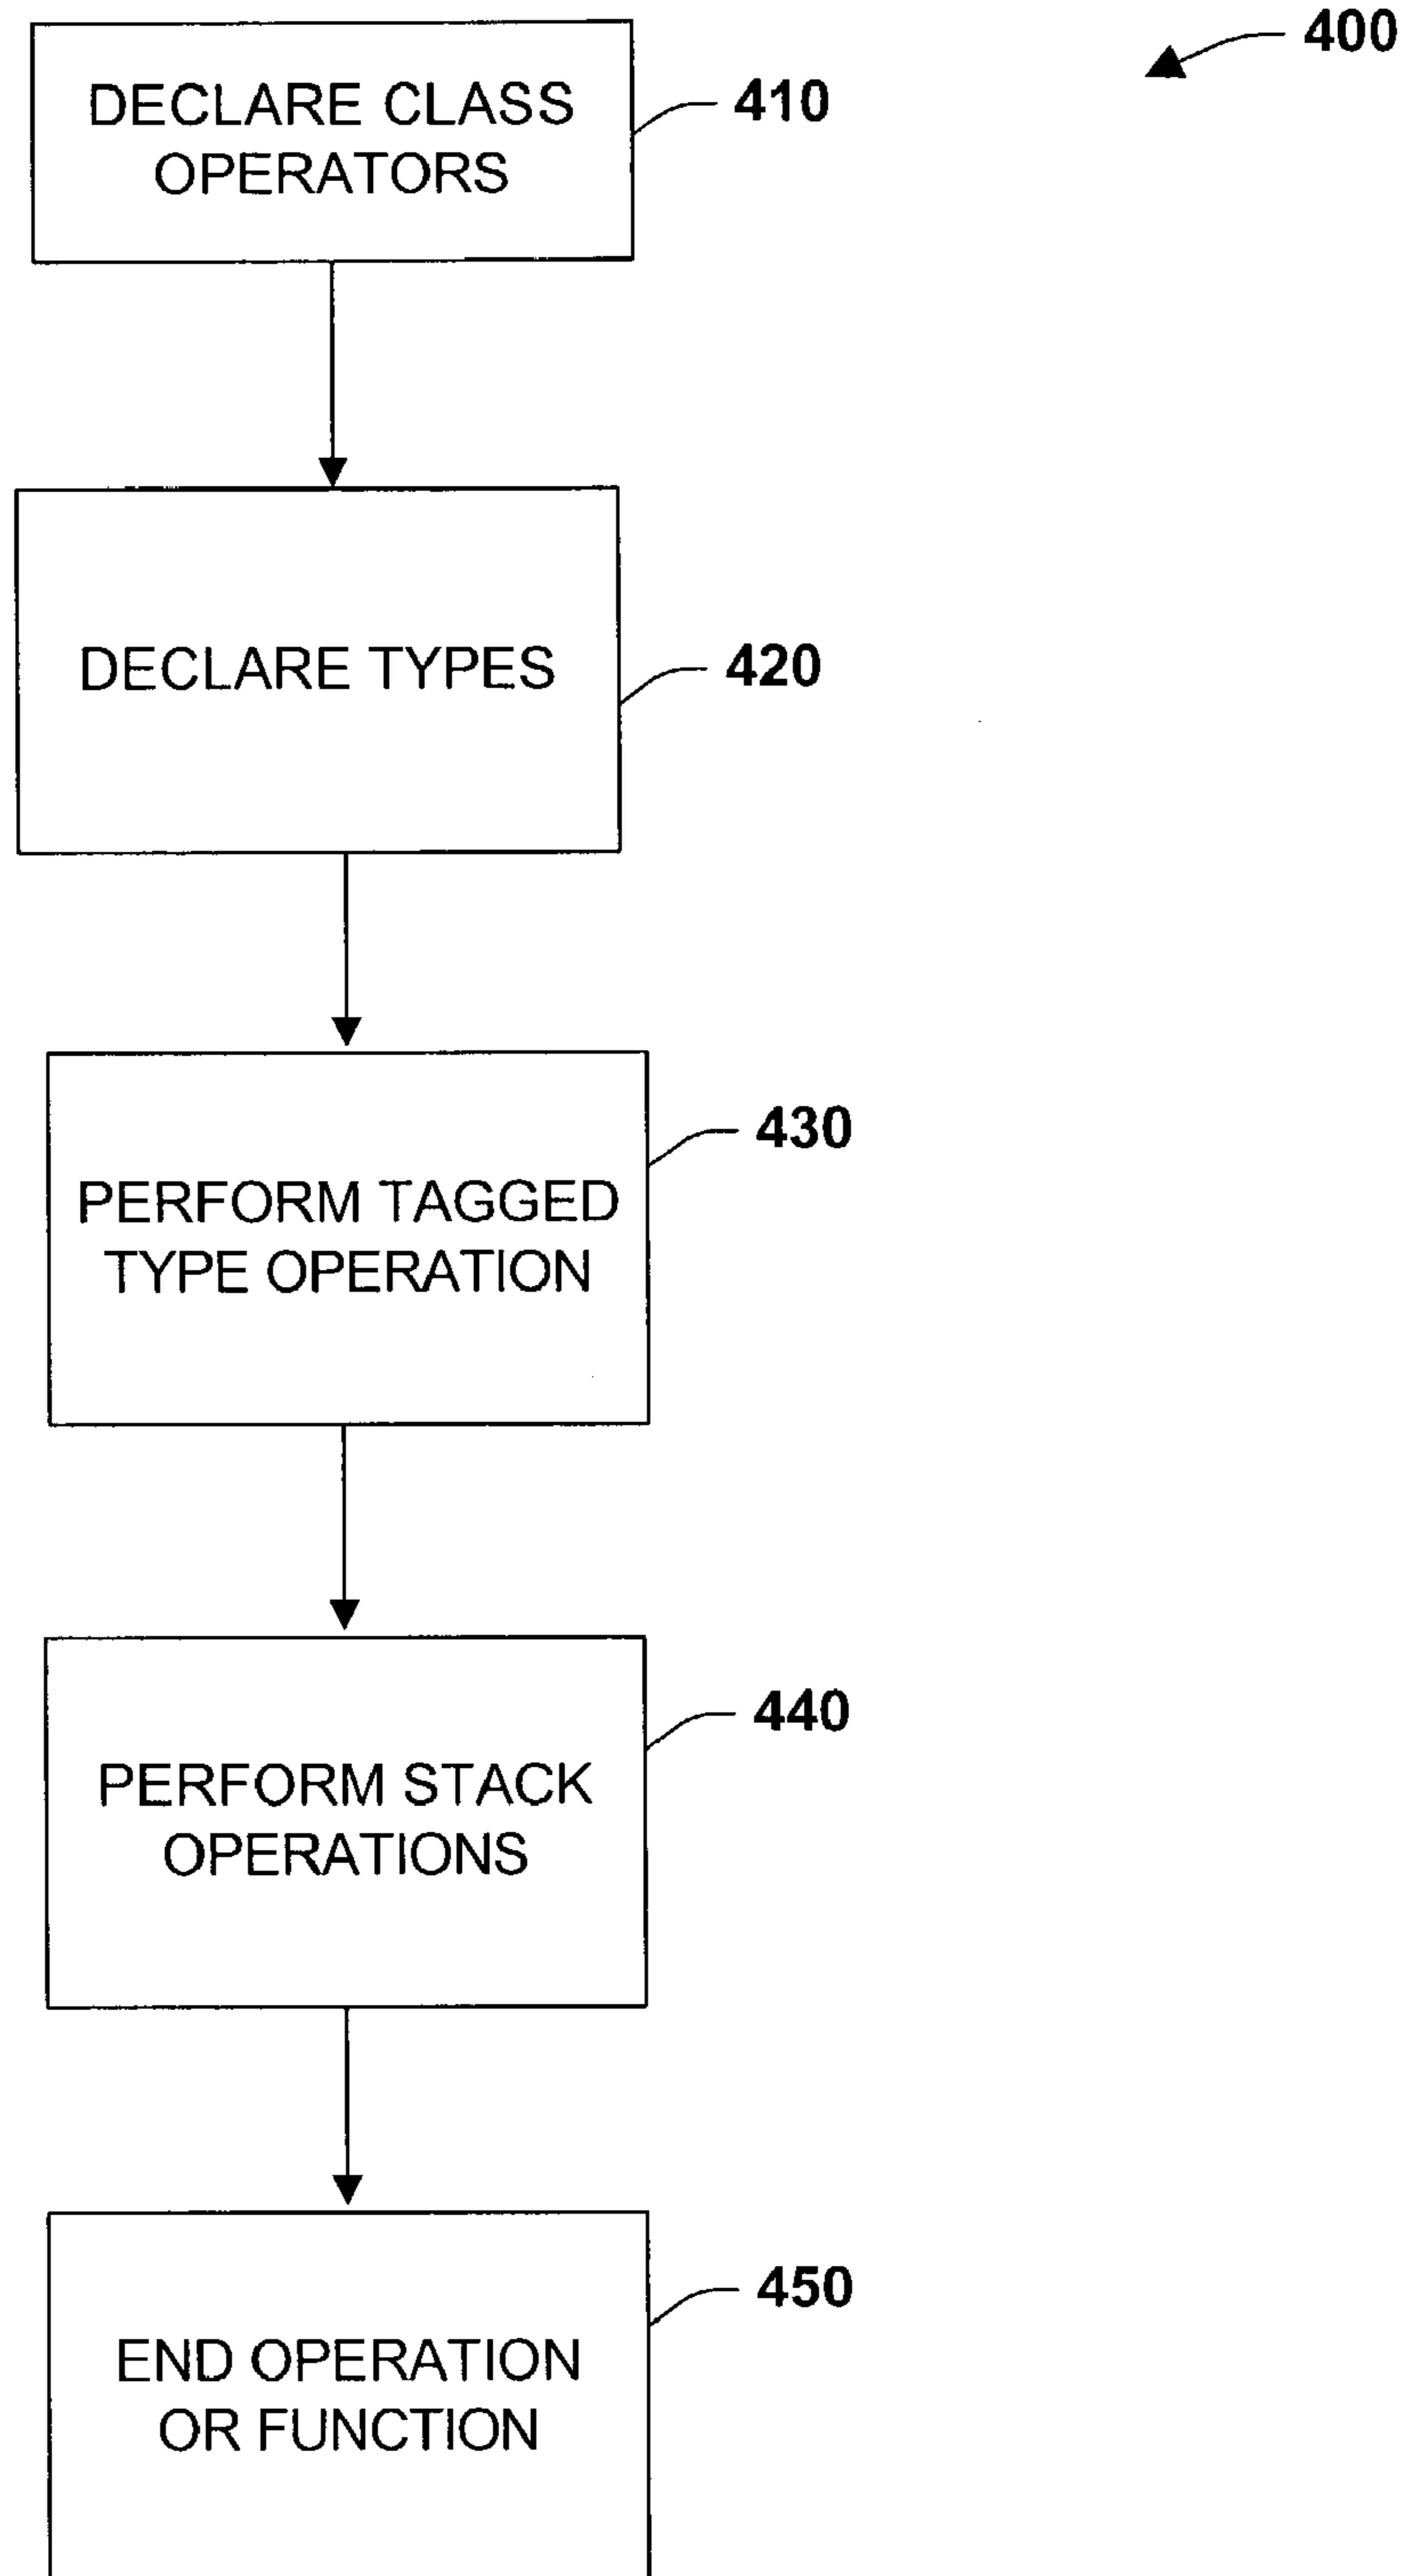 400
DECLARE CLASS
OPERATORS
410
DECLARE TYPES
420
430
PERFORM TAGGED
TYPE OPERATION
440
PERFORM STACK
OPERATIONS
450
END OPERATION
OR FUNCTION